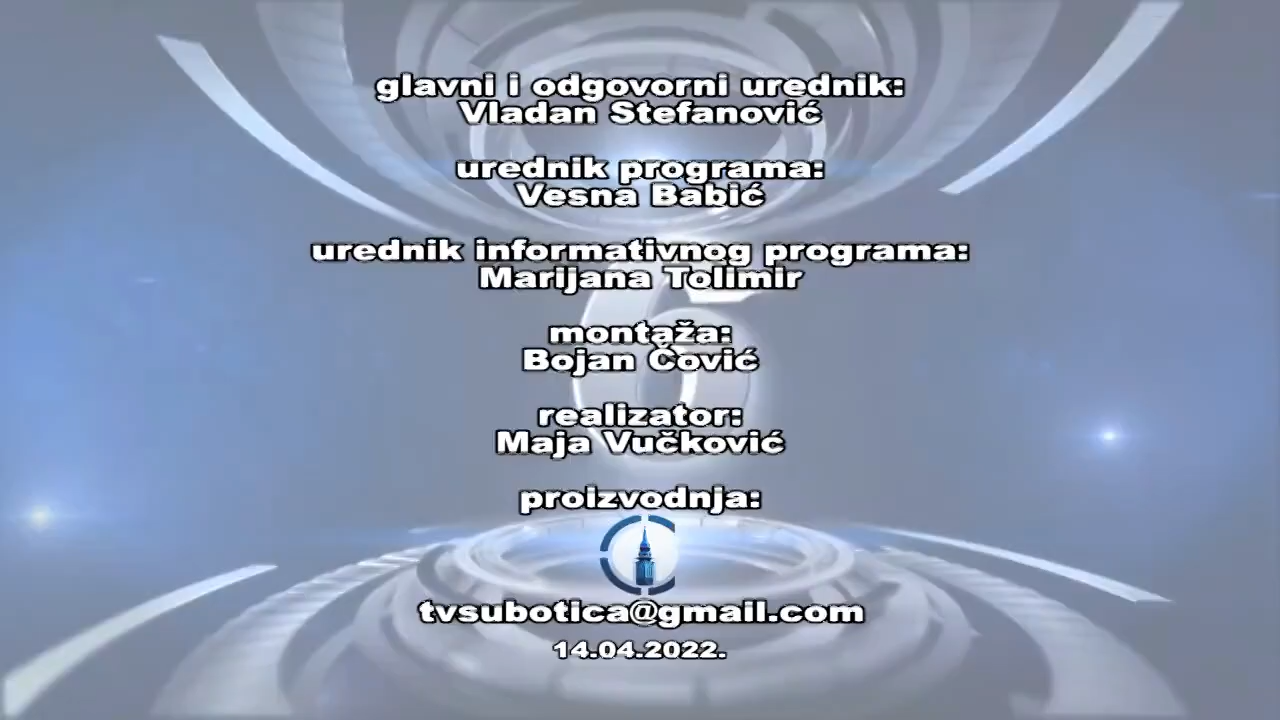 glavni i odgovorni urednik:
Vladan Stefanović
urednik programa:
Vesna Babić
urednik informativnog programa:
Marijana Tolimir
montaža:
Bojan Čović
realizator:
Maja Vučković
proizvodnja:
tvsubotica@gmail.com
14.04.2022.
6